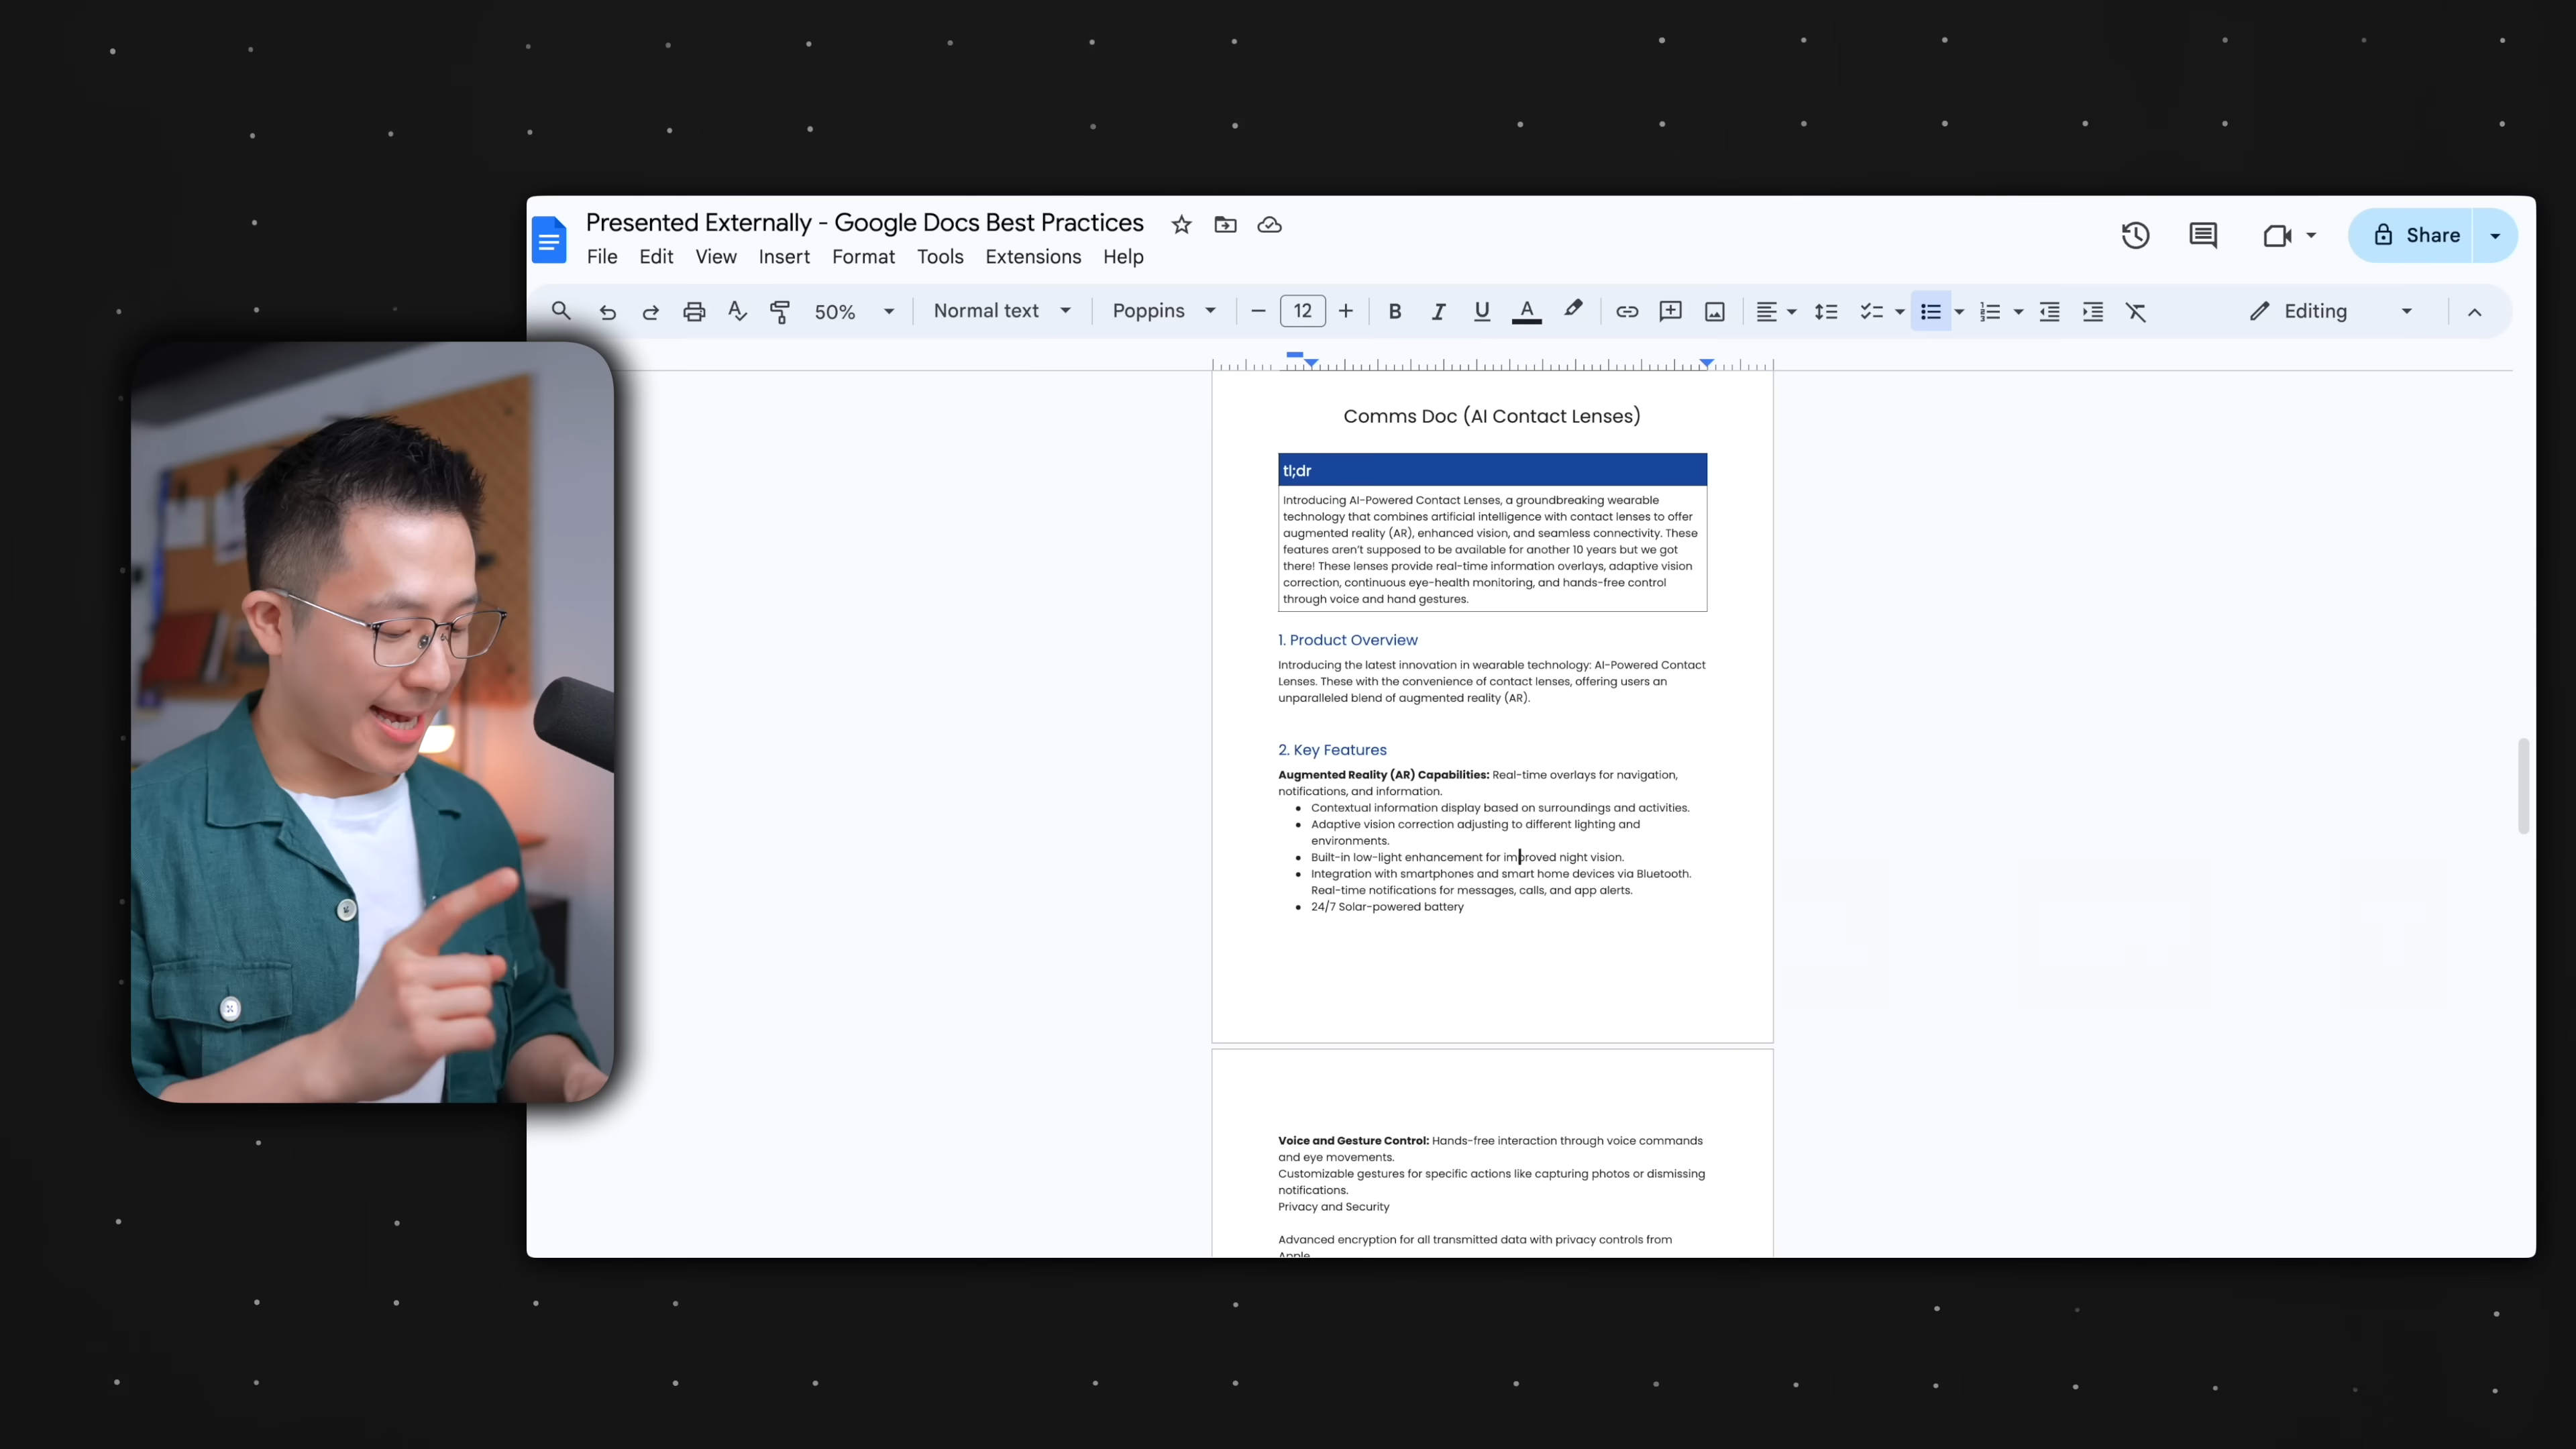 Presented Externally - Google Docs Best Practices
File Edit View Insert Format Tools Extensions Help
Share
50% Normal text Poppins 12 Editing
Comms Doc (AI Contact Lenses)
tl;dr
Introducing AI-Powered Contact Lenses, a groundbreaking wearable
technology that combines artificial intelligence with contact lenses to offer
augmented reality (AR), enhanced vision, and seamless connectivity. These
features aren't supposed to be available for another 10 years but we got
there! These lenses provide real-time information overlays, adaptive vision
correction, continuous eye-health monitoring, and hands-free control
through voice and hand gestures.
1. Product Overview
Introducing the latest innovation in wearable technology: AI-Powered Contact
Lenses. These with the convenience of contact lenses, offering users an
unparalleled blend of augmented reality (AR).
2. Key Features
Augmented Reality (AR) Capabilities: Real-time overlays for navigation,
notifications, and information.
● Contextual information display based on surroundings and activities.
● Adaptive vision correction adjusting to different lighting and
environments.
● Built-in low-light enhancement for improved night vision.
● Integration with smartphones and smart home devices via Bluetooth.
Real-time notifications for messages, calls, and app alerts.
● 24/7 Solar-powered battery
Voice and Gesture Control: Hands-free interaction through voice commands
and eye movements.
Customizable gestures for specific actions like capturing photos or dismissing
notifications.
Privacy and Security
Advanced encryption for all transmitted data with privacy controls from
Apple